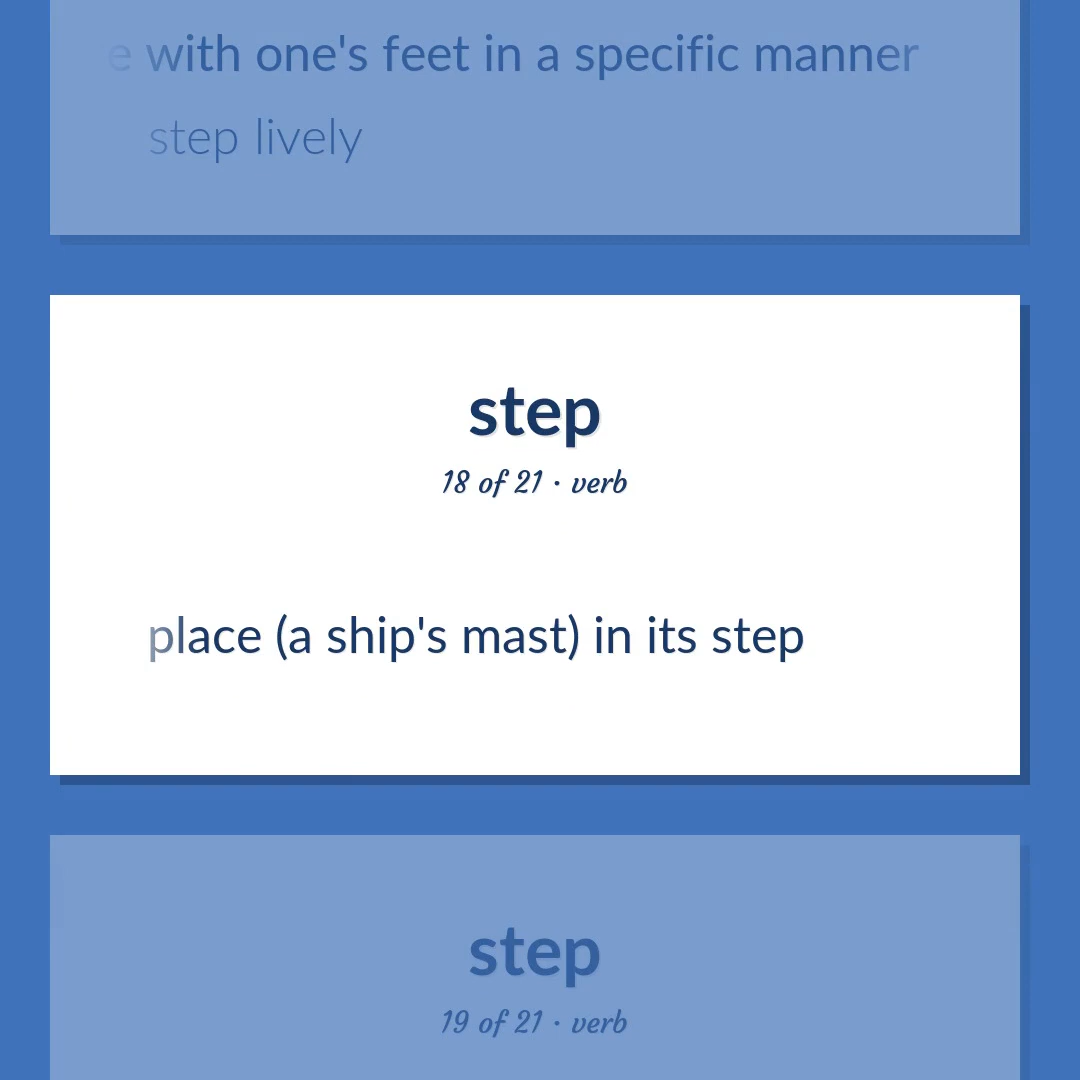 e with one's feet in a specific manner
step lively
step
18 of 21 · verb
place (a ship's mast) in its step
step
19 of 21 · verb